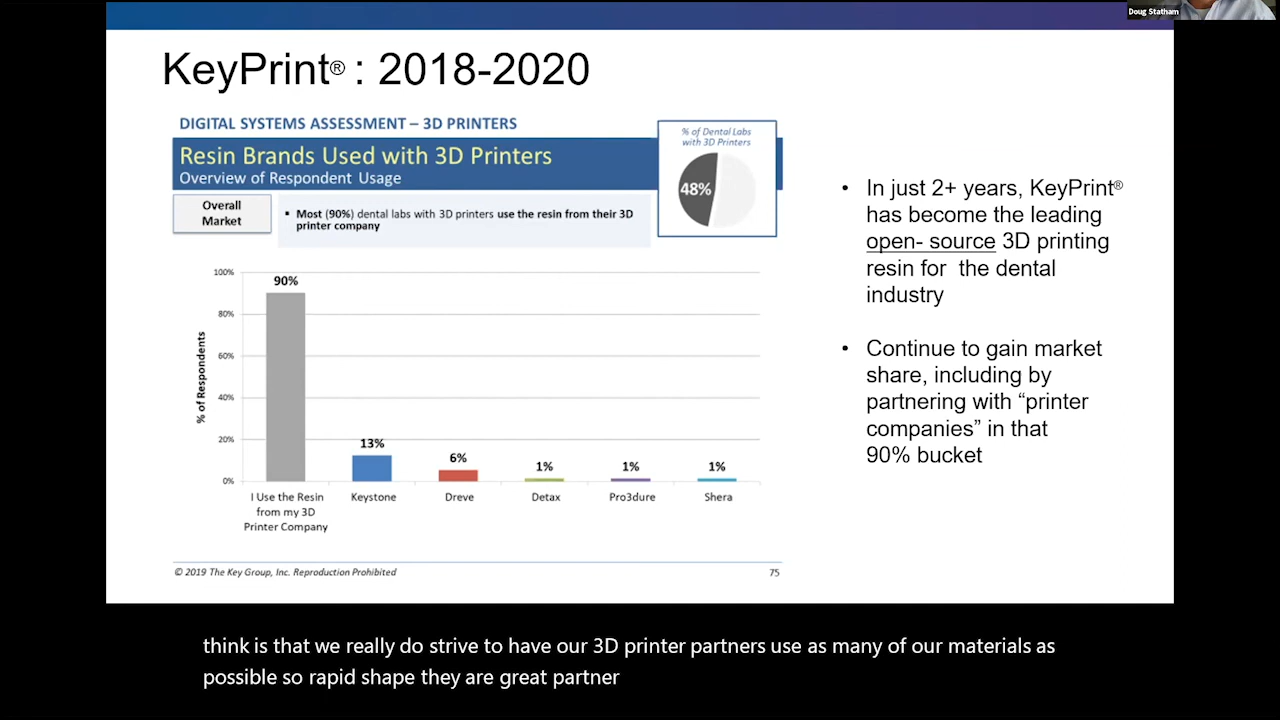 Doug Statham
KeyPrint® : 2018-2020
DIGITAL SYSTEMS ASSESSMENT – 3D PRINTERS
Resin Brands Used with 3D Printers
Overview of Respondent Usage
% of Dental Labs
with 3D Printers
48%
Overall
Market
▪ Most (90%) dental labs with 3D printers use the resin from their 3D
printer company
% of Respondents
100%
80%
60%
40%
20%
0%
90%
13%
6%
1%
1%
1%
I Use the Resin
from my 3D
Printer Company
Keystone
Dreve
Detax
Pro3dure
Shera
© 2019 The Key Group, Inc. Reproduction Prohibited
75
• In just 2+ years, KeyPrint®
has become the leading
open- source 3D printing
resin for the dental
industry
• Continue to gain market
share, including by
partnering with “printer
companies” in that
90% bucket
think is that we really do strive to have our 3D printer partners use as many of our materials as
possible so rapid shape they are great partner